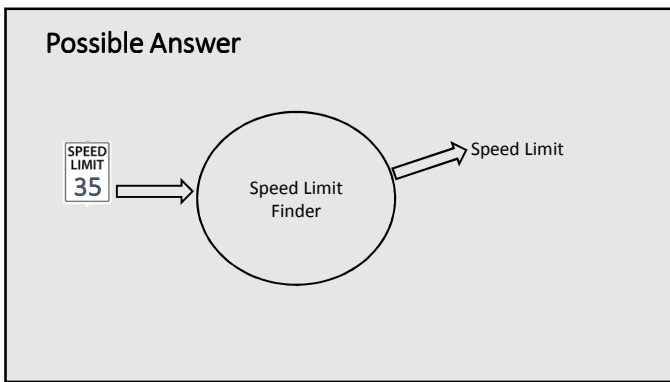 Possible Answer
SPEED
LIMIT
35
Speed Limit
Finder
Speed Limit